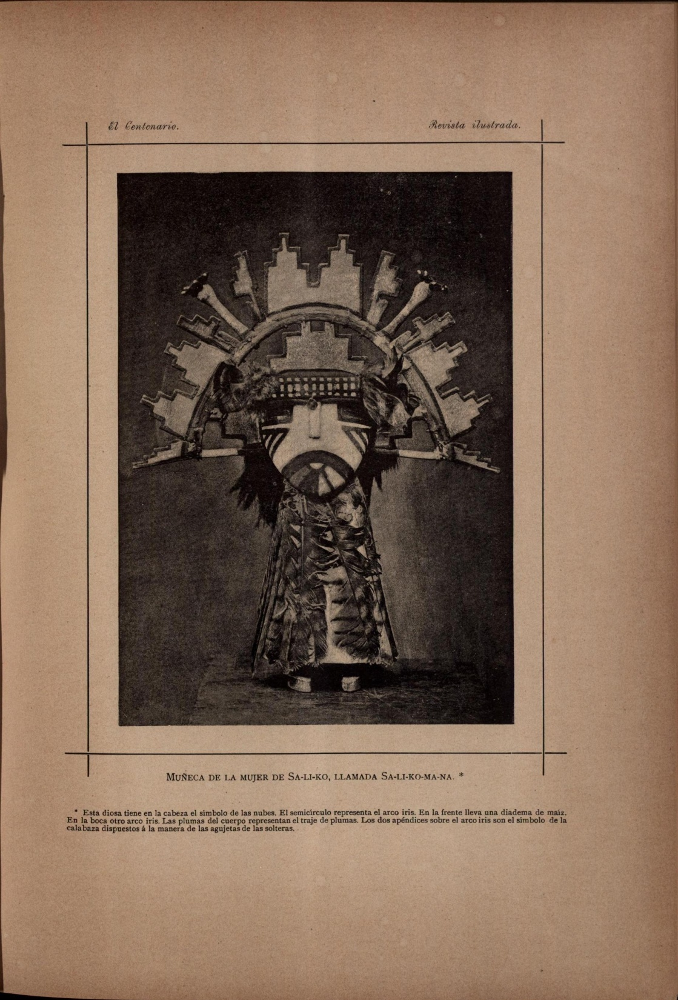 El Centenario.
Revista ilustrada.
MUÑECA DE LA MUJER DE SA-LI-KO, LLAMADA SA-LI-KO-MA-NA. *
* Esta diosa tiene en la cabeza el símbolo de las nubes. El semicírculo representa el arco iris. En la frente lleva una diadema de maíz.
En la boca otro arco iris. Las plumas del cuerpo representan el traje de plumas. Los dos apéndices sobre el arco iris son el símbolo de la
calabaza dispuestos á la manera de las agujetas de las solteras.